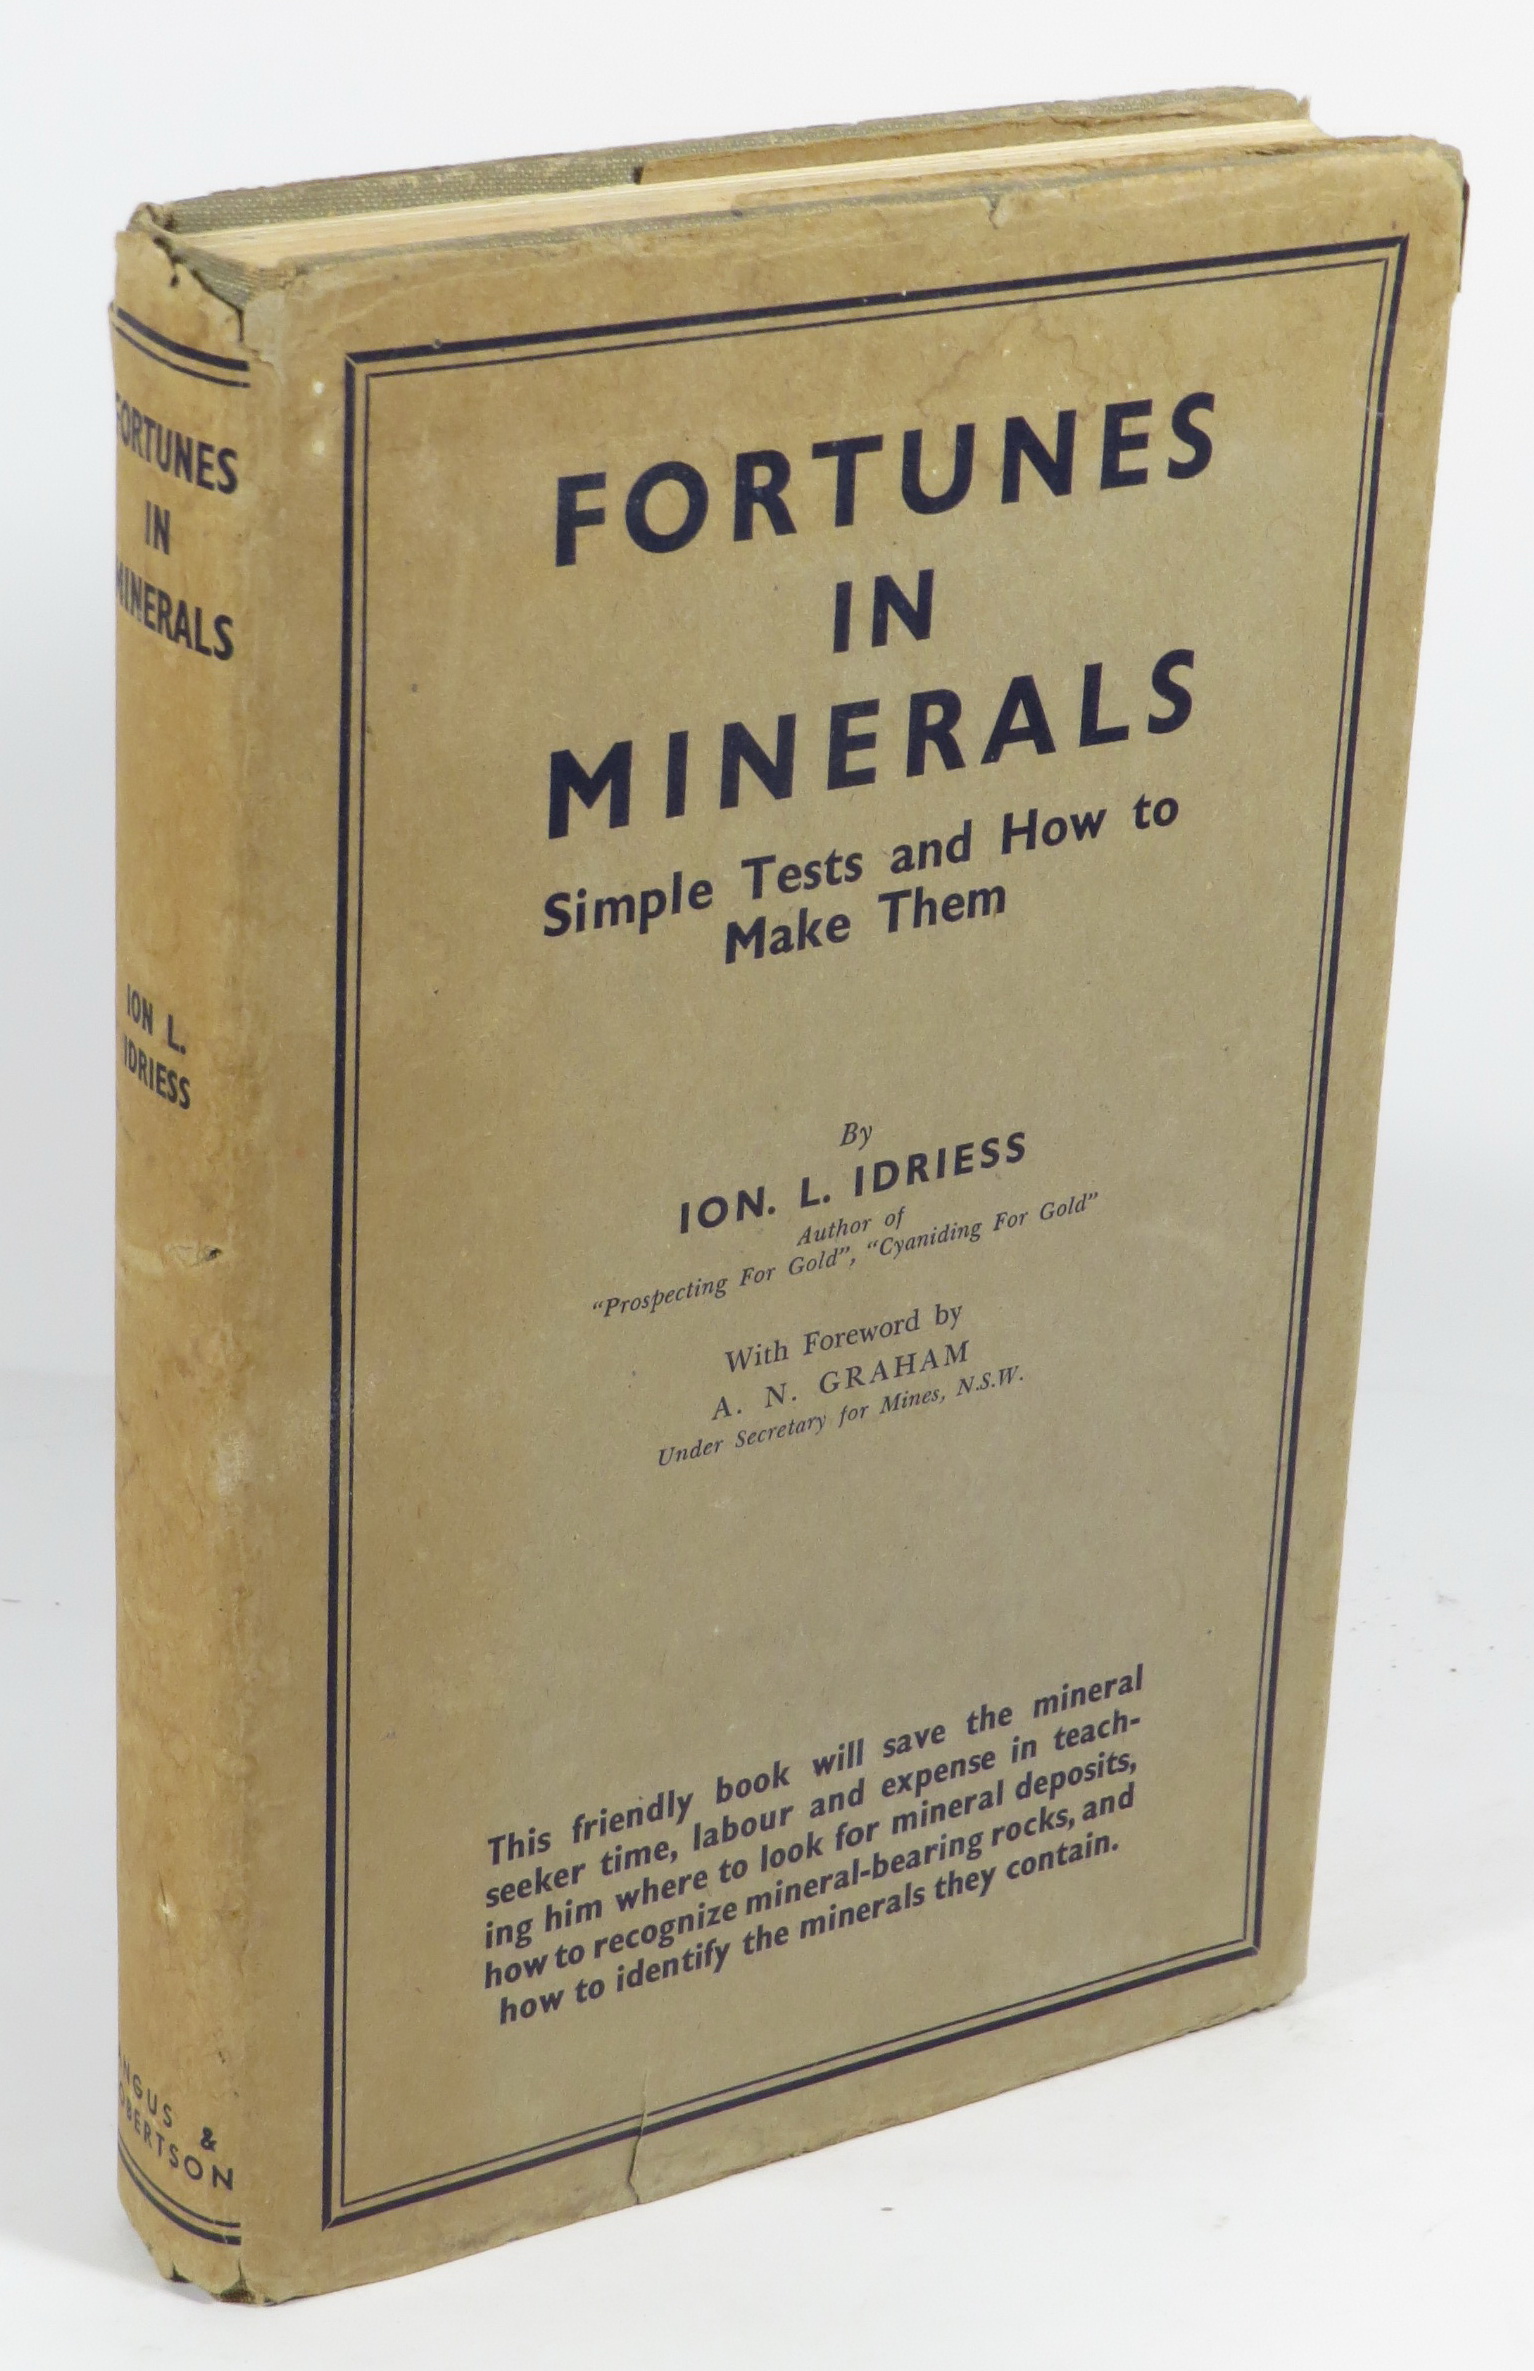 FORTUNES
IN
MINERALS
ION L.
IDRIESS
ANGUS &
ROBERTSON
FORTUNES
IN
MINERALS
Simple Tests and How to
Make Them
By
ION. L. IDRIESS
Author of
"Prospecting For Gold", "Cyaniding For Gold"
With Foreword by
A. N. GRAHAM
Under Secretary for Mines, N.S.W.
This friendly book will save the mineral
seeker time, labour and expense in teach-
ing him where to look for mineral deposits,
how to recognize mineral-bearing rocks, and
how to identify the minerals they contain.